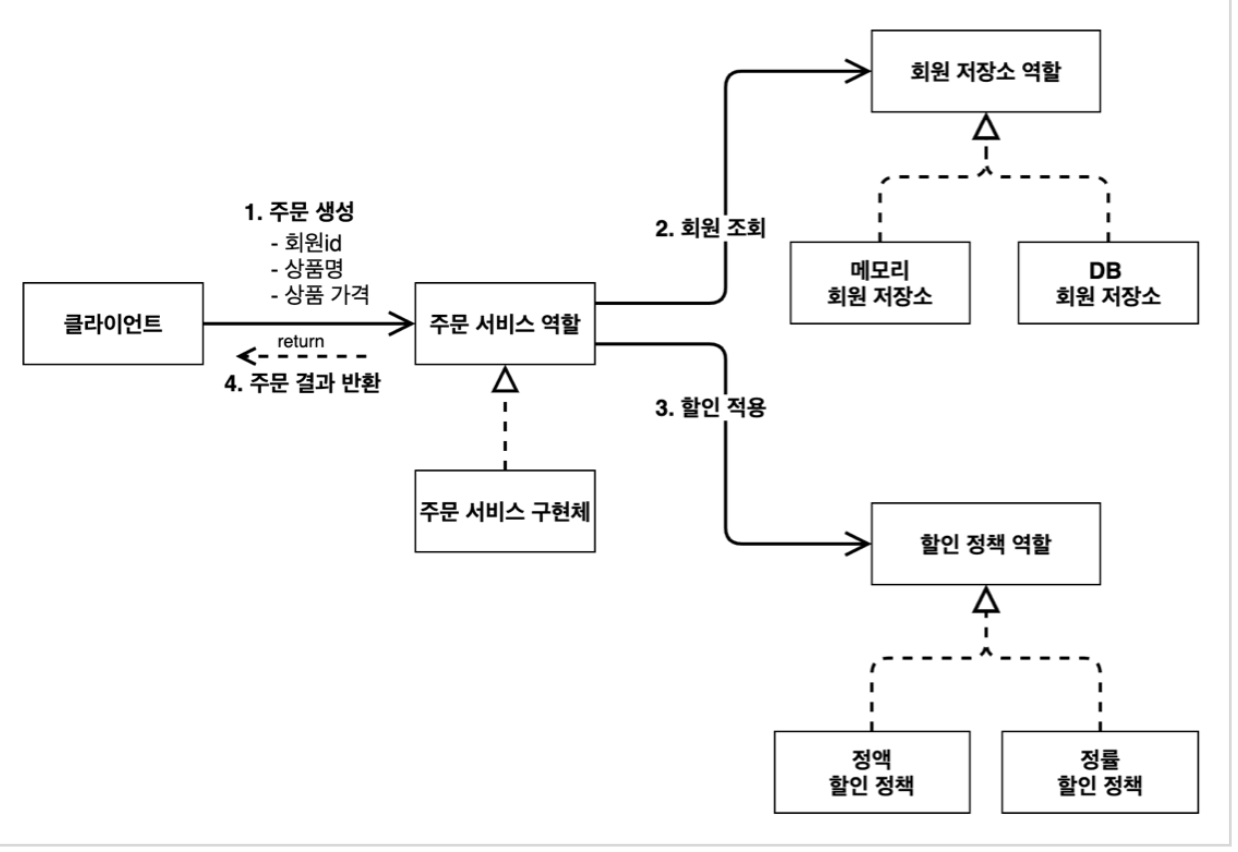 회원 저장소 역할
1. 주문 생성
- 회원id
- 상품명
- 상품 가격
2. 회원 조회
메모리
회원 저장소
DB
회원 저장소
클라이언트
주문 서비스 역할
return
4. 주문 결과 반환
3. 할인 적용
주문 서비스 구현체
할인 정책 역할
정액
할인 정책
정률
할인 정책